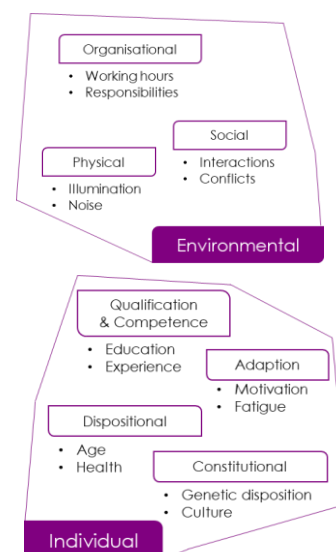 Organisational
• Working hours
• Responsibilities
Social
• Interactions
• Conflicts
Physical
• Illumination
• Noise
Environmental
Qualification
& Competence
• Education
• Experience
Adaption
• Motivation
• Fatigue
Dispositional
• Age
• Health
Constitutional
• Genetic disposition
• Culture
Individual